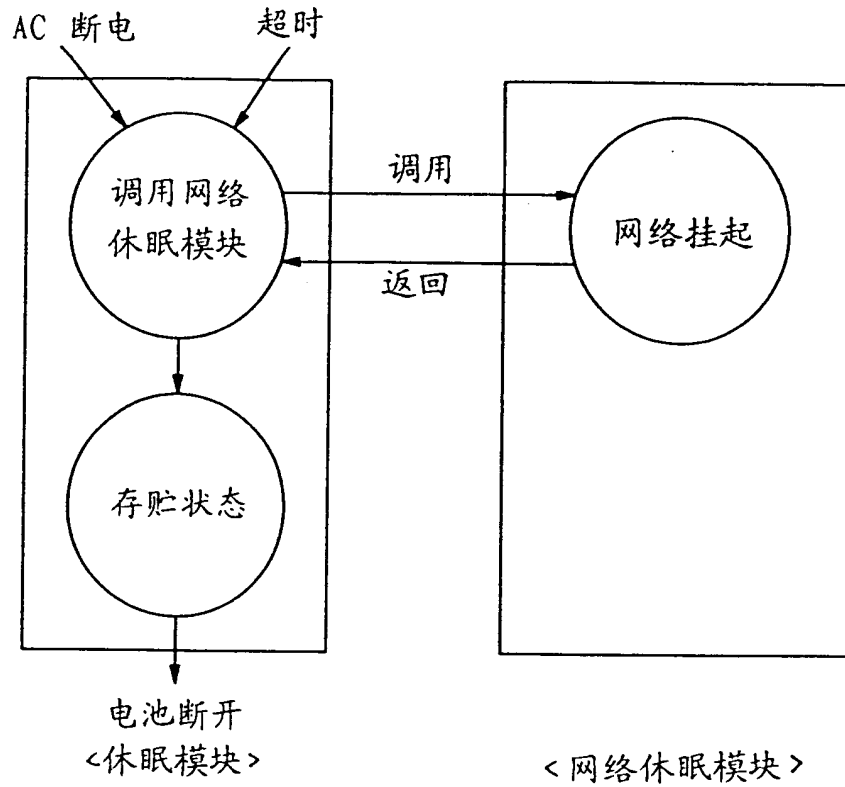 AC 断电
超时
调用网络
休眠模块
调用
网络挂起
返回
存贮状态
电池断开
<休眠模块>
<网络休眠模块>